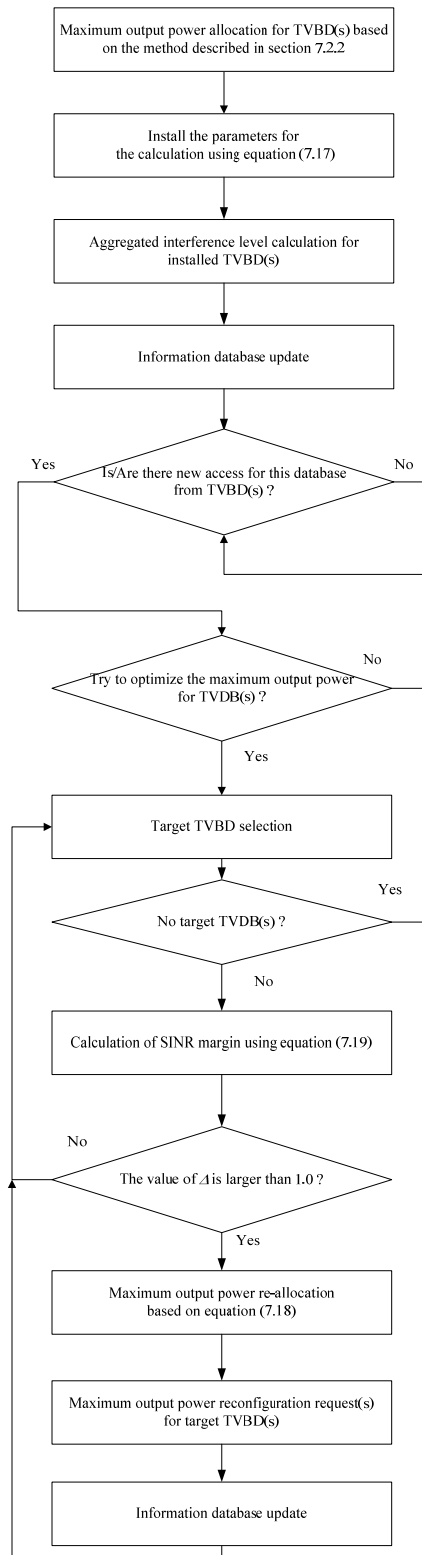 Maximum output power allocation for TVBD(s) based
on the method described in section 7.2.2
Install the parameters for
the calculation using equation (7.17)
Aggregated interference level calculation for
installed TVBD(s)
Information database update
Yes
Is/Are there new access for this database
from TVBD(s) ?
No
Try to optimize the maximum output power
for TVDB(s) ?
No
Yes
Target TVBD selection
No target TVDB(s) ?
Yes
No
Calculation of SINR margin using equation (7.19)
No
The value of Δ is larger than 1.0 ?
Yes
Maximum output power re-allocation
based on equation (7.18)
Maximum output power reconfiguration request(s)
for target TVBD(s)
Information database update